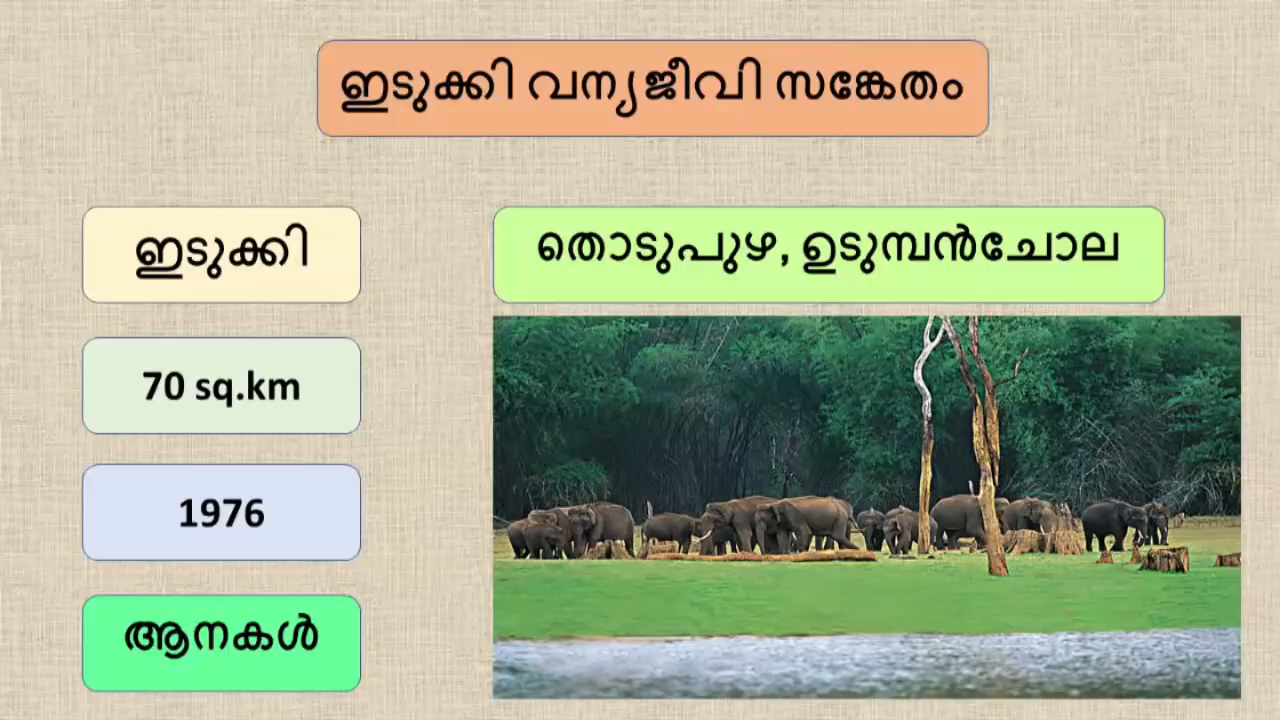 ഇടുക്കി വന്യജീവി സങ്കേതം
ഇടുക്കി
തൊടുപുഴ, ഉടുമ്പൻചോല
70 sq.km
1976
ആനകൾ